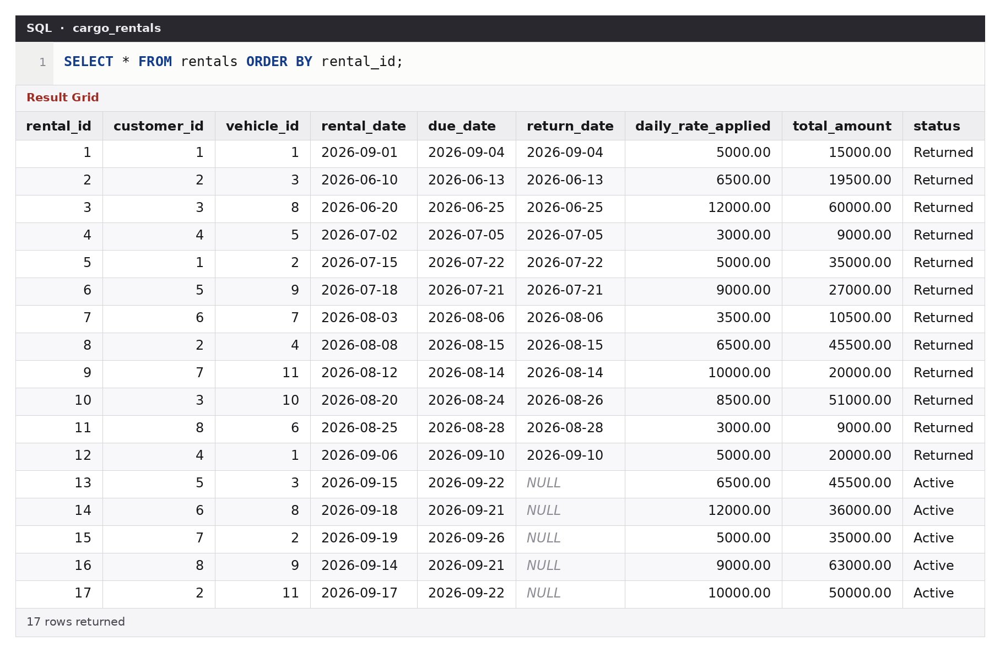 SQL · cargo_rentals
1 SELECT * FROM rentals ORDER BY rental_id;
Result Grid
rental_id customer_id vehicle_id rental_date due_date return_date daily_rate_applied total_amount status
1 1 1 2026-09-01 2026-09-04 2026-09-04 5000.00 15000.00 Returned
2 2 3 2026-06-10 2026-06-13 2026-06-13 6500.00 19500.00 Returned
3 3 8 2026-06-20 2026-06-25 2026-06-25 12000.00 60000.00 Returned
4 4 5 2026-07-02 2026-07-05 2026-07-05 3000.00 9000.00 Returned
5 1 2 2026-07-15 2026-07-22 2026-07-22 5000.00 35000.00 Returned
6 5 9 2026-07-18 2026-07-21 2026-07-21 9000.00 27000.00 Returned
7 6 7 2026-08-03 2026-08-06 2026-08-06 3500.00 10500.00 Returned
8 2 4 2026-08-08 2026-08-15 2026-08-15 6500.00 45500.00 Returned
9 7 11 2026-08-12 2026-08-14 2026-08-14 10000.00 20000.00 Returned
10 3 10 2026-08-20 2026-08-24 2026-08-26 8500.00 51000.00 Returned
11 8 6 2026-08-25 2026-08-28 2026-08-28 3000.00 9000.00 Returned
12 4 1 2026-09-06 2026-09-10 2026-09-10 5000.00 20000.00 Returned
13 5 3 2026-09-15 2026-09-22 NULL 6500.00 45500.00 Active
14 6 8 2026-09-18 2026-09-21 NULL 12000.00 36000.00 Active
15 7 2 2026-09-19 2026-09-26 NULL 5000.00 35000.00 Active
16 8 9 2026-09-14 2026-09-21 NULL 9000.00 63000.00 Active
17 2 11 2026-09-17 2026-09-22 NULL 10000.00 50000.00 Active
17 rows returned